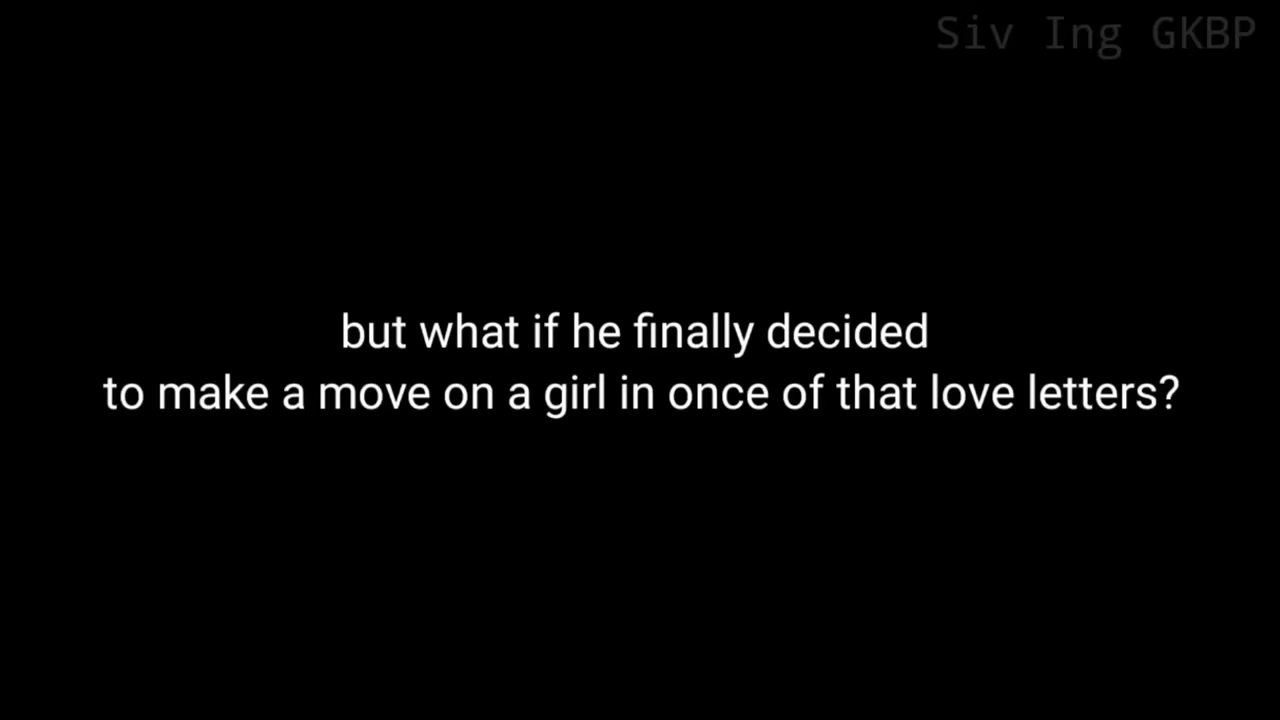 Siv Ing GKBP
but what if he finally decided
to make a move on a girl in once of that love letters?